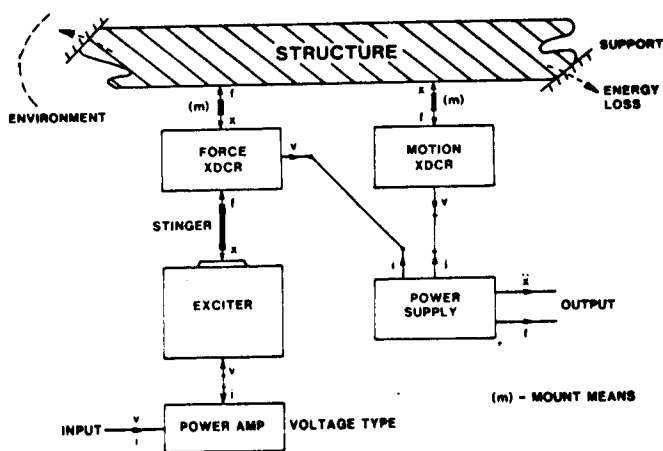 STRUCTURE
SUPPORT
ENERGY
LOSS
ENVIRONMENT
f
(m)
x
x
(m)
f
FORCE
XDCR
v
MOTION
XDCR
v
f
STINGER
x
i
i
EXCITER
POWER
SUPPLY
ẍ
f
OUTPUT
v
i
(m) - MOUNT MEANS
INPUT
v
i
POWER AMP
VOLTAGE TYPE